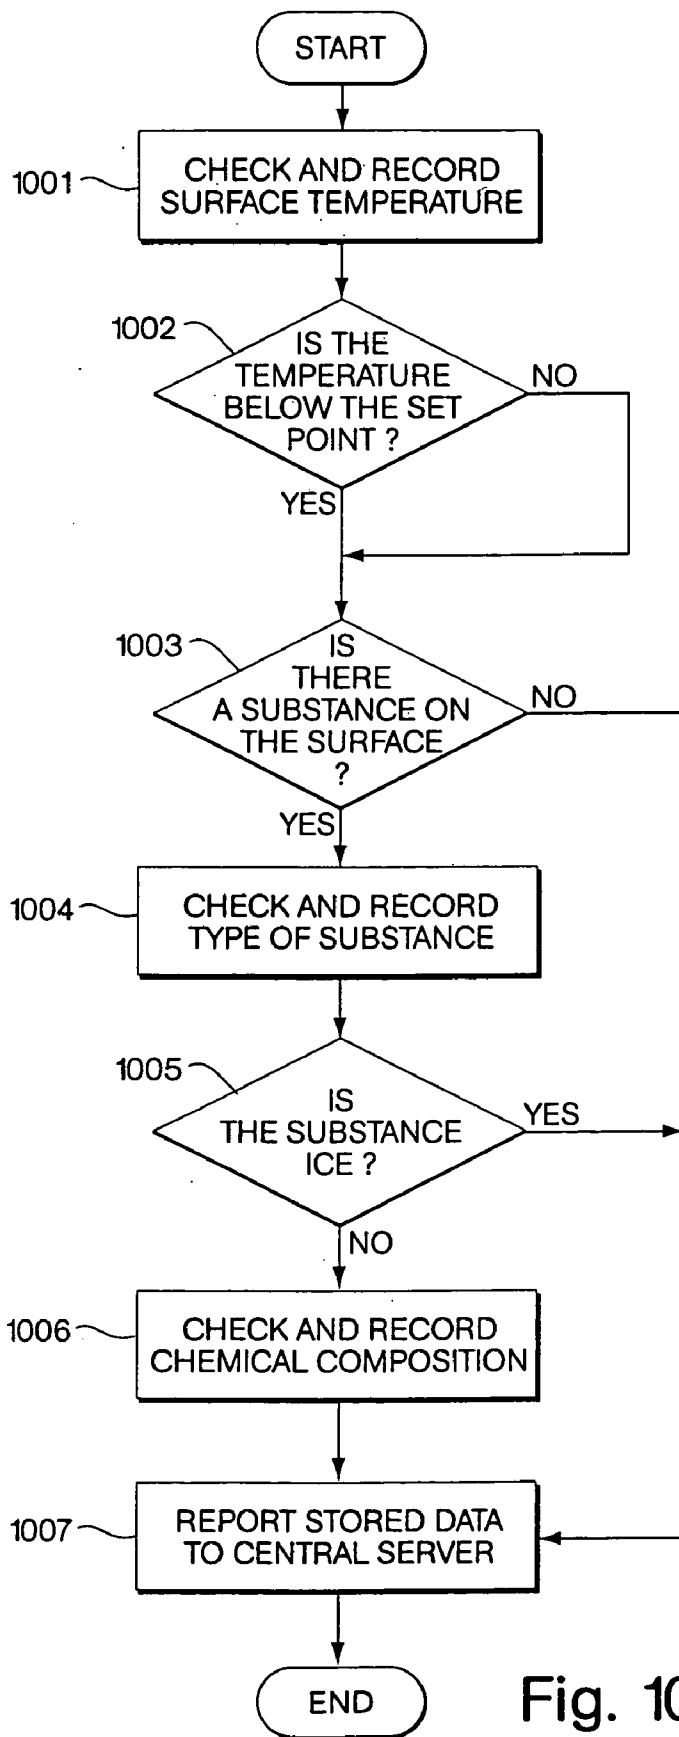 START
1001
CHECK AND RECORD
SURFACE TEMPERATURE
1002
IS THE
TEMPERATURE
BELOW THE SET
POINT ?
NO
YES
1003
IS
THERE
A SUBSTANCE ON
THE SURFACE
?
NO
YES
1004
CHECK AND RECORD
TYPE OF SUBSTANCE
1005
IS
THE SUBSTANCE
ICE ?
YES
NO
1006
CHECK AND RECORD
CHEMICAL COMPOSITION
1007
REPORT STORED DATA
TO CENTRAL SERVER
END
Fig. 10